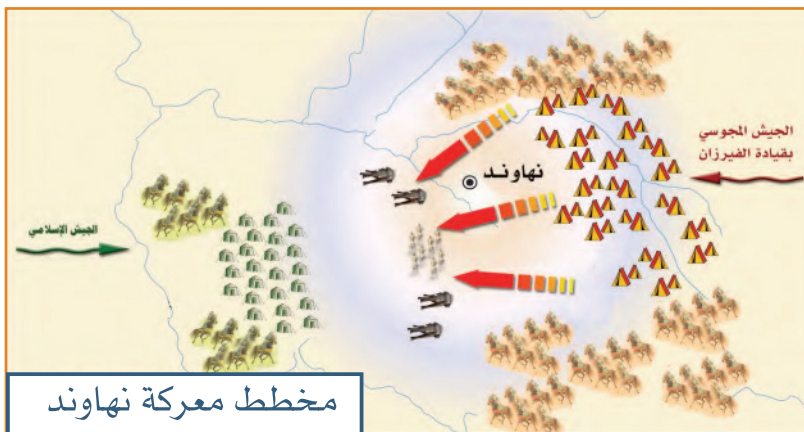 الجيش المجوسي
بقيادة الفيرزان
نهاوند
الجيش الإسلامي
مخطط معركة نهاوند